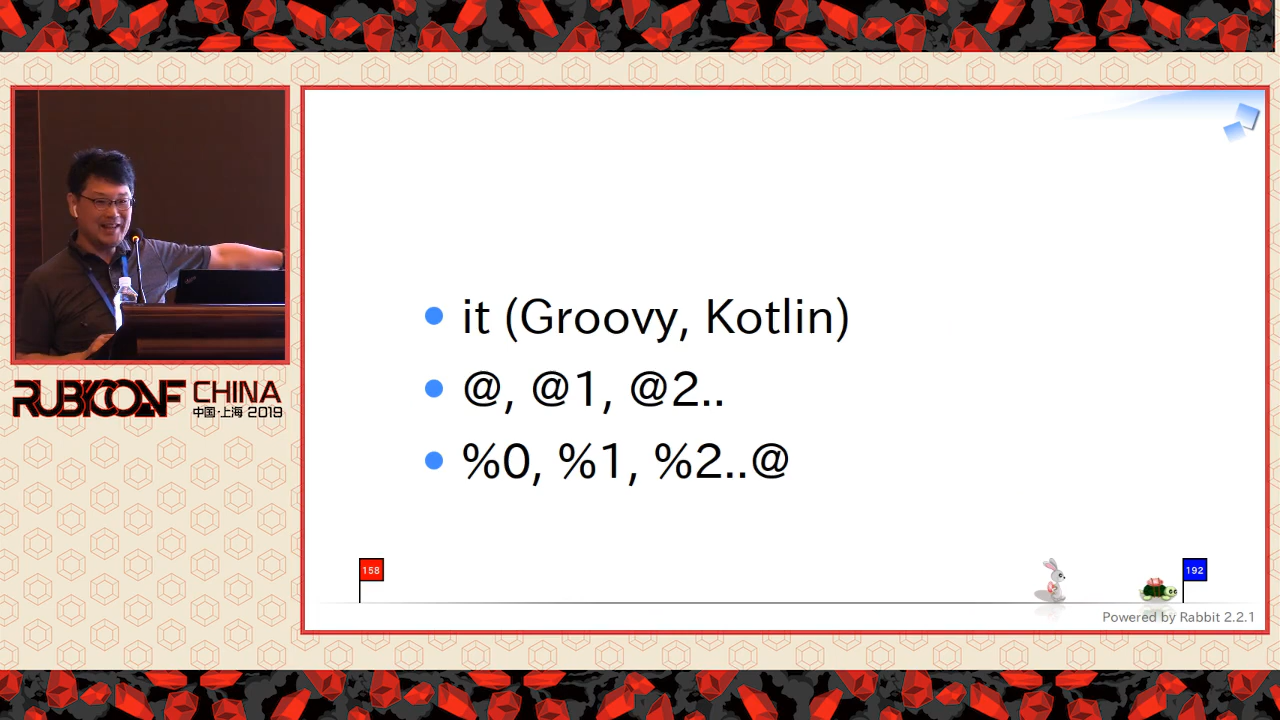 RUBYCONF CHINA
中国·上海 2019
it (Groovy, Kotlin)
@, @1, @2..
%0, %1, %2..@
158
192
Powered by Rabbit 2.2.1